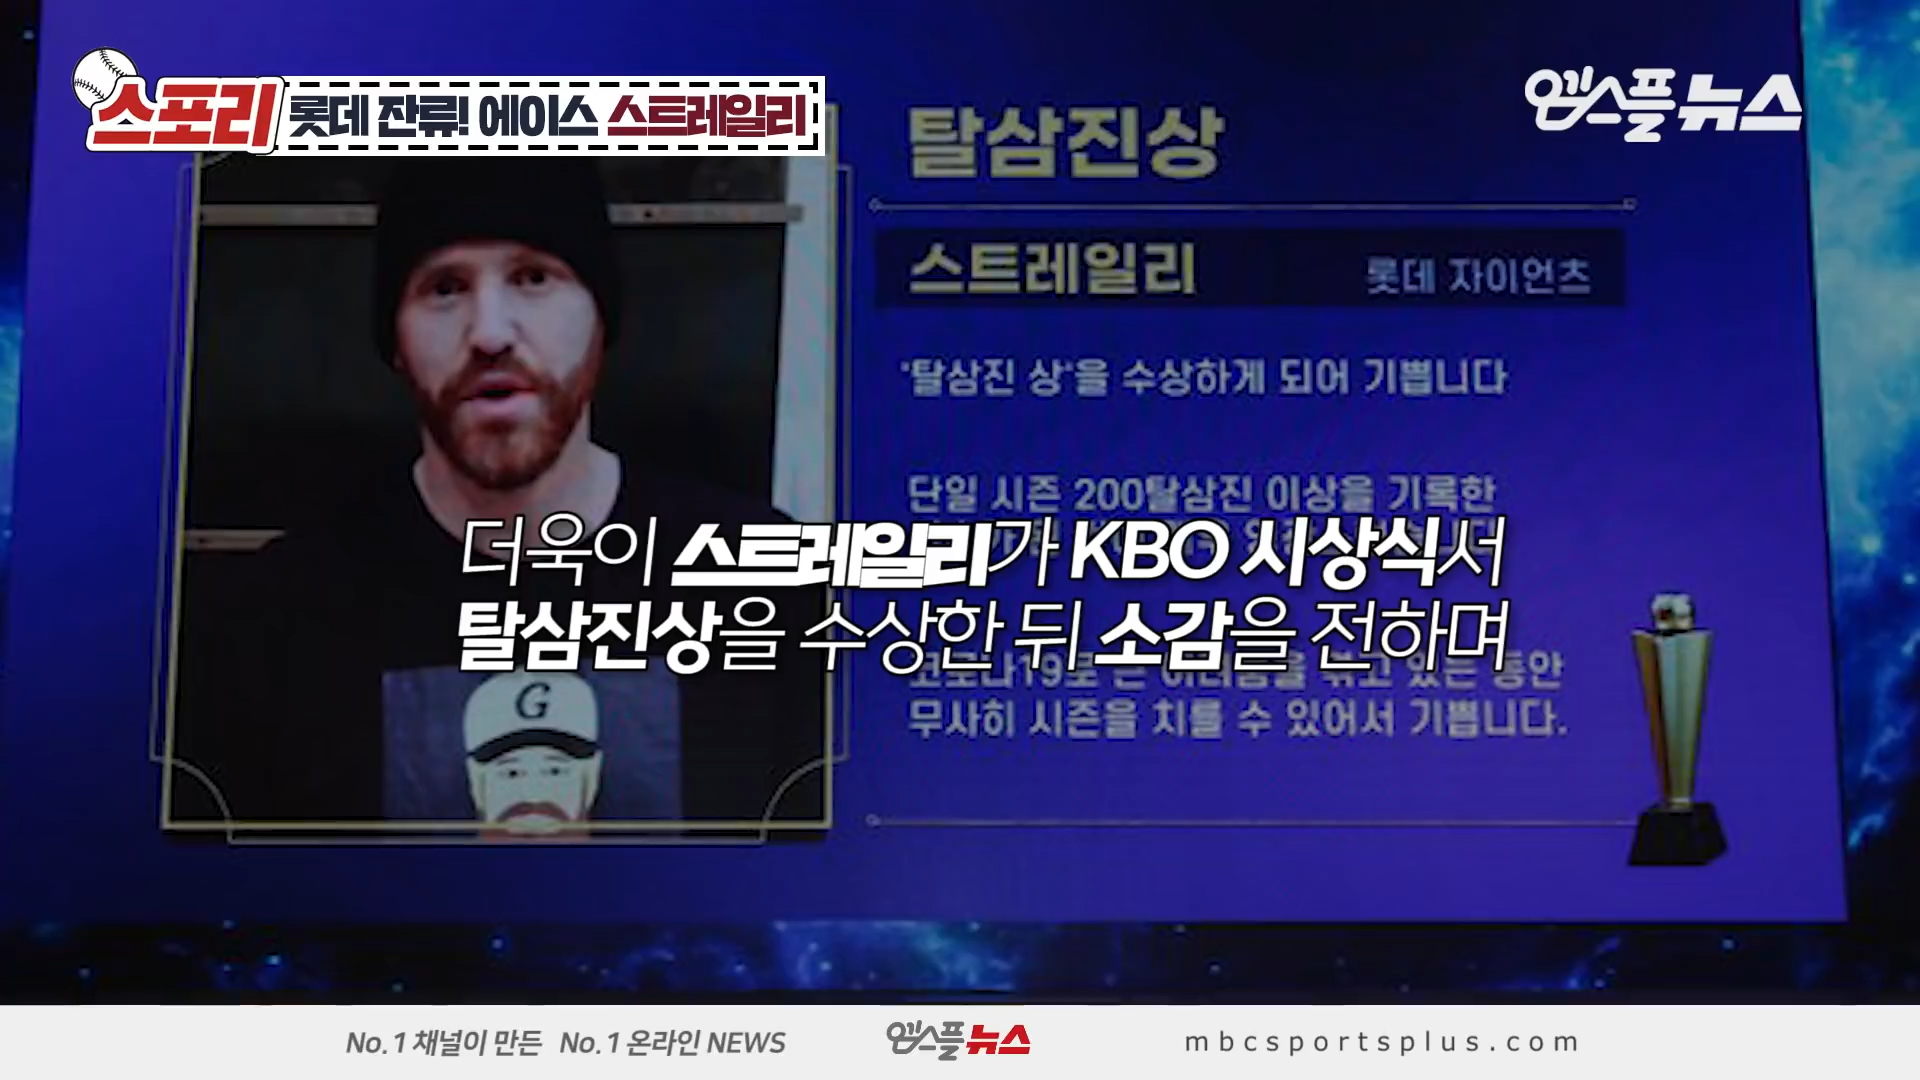 스포리 롯데 잔류! 에이스 스트레일리
엠스플뉴스
탈삼진상
스트레일리 롯데 자이언츠
'탈삼진 상'을 수상하게 되어 기쁩니다
단일 시즌 200탈삼진 이상을 기록한
더욱이 스트레일리가 KBO 시상식서
탈삼진상을 수상한 뒤 소감을 전하며
있는 동안
무사히 시즌을 치를 수 있어서 기쁩니다.
G
No.1 채널이 만든 No.1 온라인 NEWS 엠스플뉴스 mbcsportsplus.com